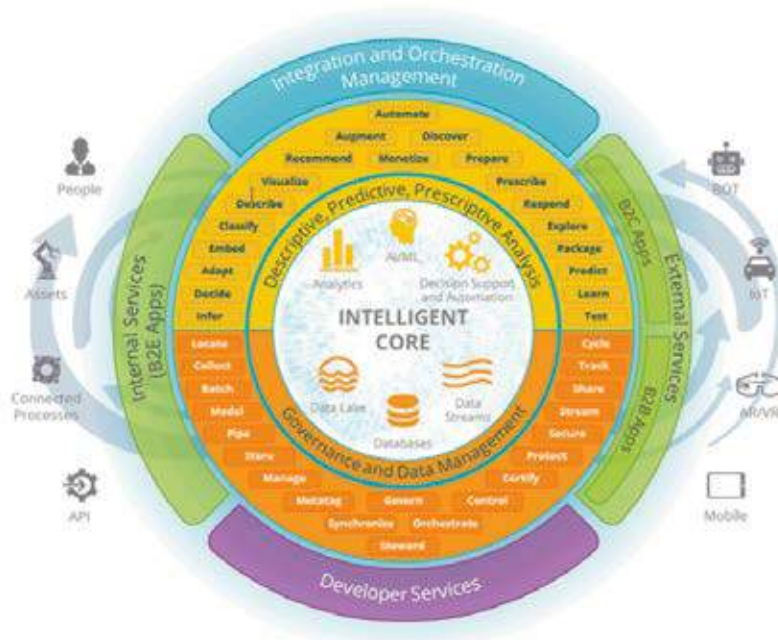 Integration and Orchestration
Management
Automate
Augment Discover
Recommend Monetize Prepare
Visualize Prescribe
Describe Respond
Classify Explore
Embed Package
Adapt Predict
Decide Learn
Infer Test
Descriptive, Predictive, Prescriptive Analysis
Analytics
AI/ML
Decision Support
and Automation
INTELLIGENT
CORE
Data Lake
Databases
Data
Streams
Governance and Data Management
Locate Cycle
Collect Track
Batch Share
Model Stream
Pipe Secure
Store Protect
Manage Certify
Metatag Govern Control
Synchronize Orchestrate
Steward
Developer Services
Internal Services
(B2E Apps)
External Services
B2C Apps
B2B Apps
People
Assets
Connected
Processes
API
BOT
IoT
AR/VR
Mobile